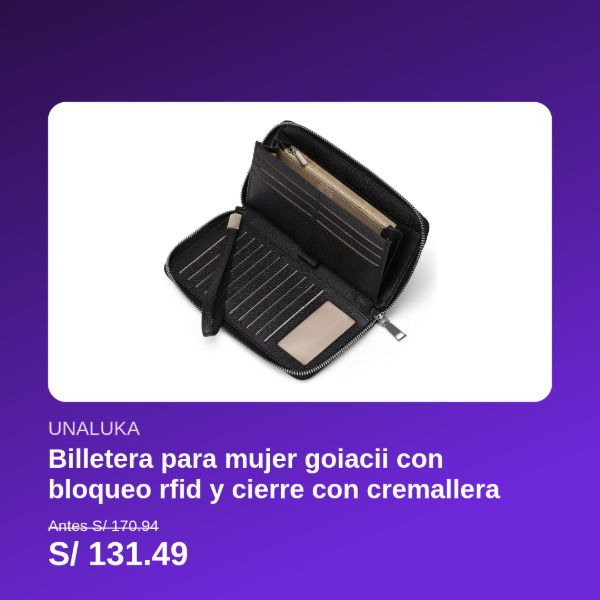 UNALUKA
Billetera para mujer goiacii con
bloqueo rfid y cierre con cremallera
Antes S/ 170.94
S/ 131.49